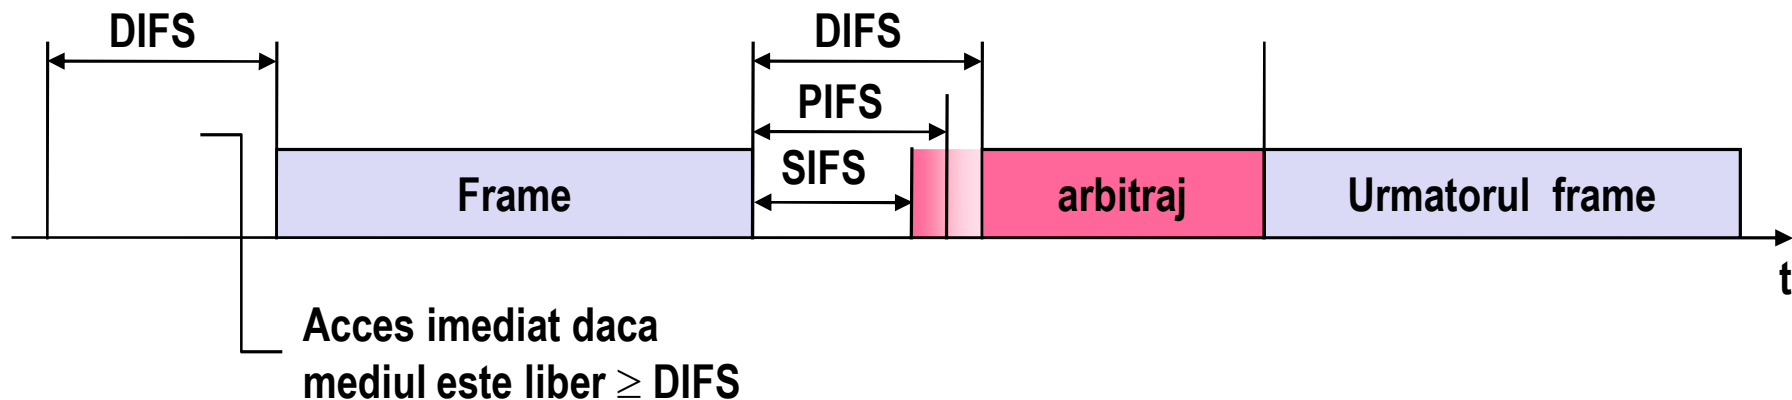 DIFS
DIFS
PIFS
SIFS
Frame
arbitraj
Urmatorul frame
t
Acces imediat daca
mediul este liber ≥ DIFS